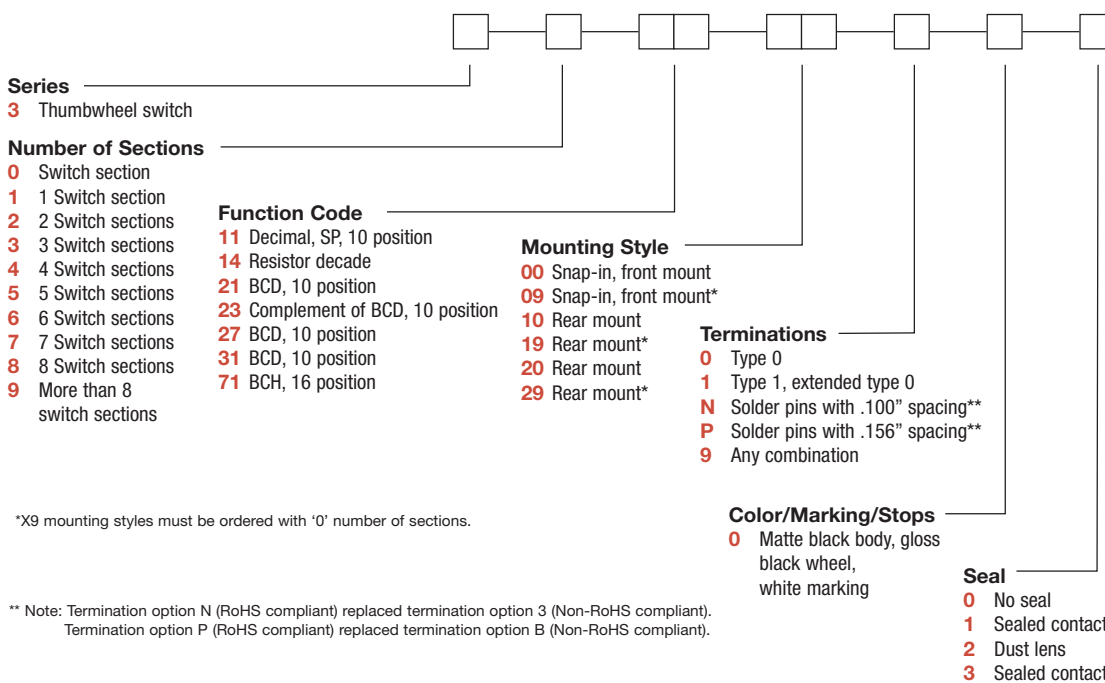 Series
3 Thumbwheel switch
Number of Sections
0 Switch section
1 1 Switch section
2 2 Switch sections
3 3 Switch sections
4 4 Switch sections
5 5 Switch sections
6 6 Switch sections
7 7 Switch sections
8 8 Switch sections
9 More than 8
switch sections
Function Code
11 Decimal, SP, 10 position
14 Resistor decade
21 BCD, 10 position
23 Complement of BCD, 10 position
27 BCD, 10 position
31 BCD, 10 position
71 BCH, 16 position
Mounting Style
00 Snap-in, front mount
09 Snap-in, front mount*
10 Rear mount
19 Rear mount*
20 Rear mount
29 Rear mount*
Terminations
0 Type 0
1 Type 1, extended type 0
N Solder pins with .100” spacing**
P Solder pins with .156” spacing**
9 Any combination
*X9 mounting styles must be ordered with ‘0’ number of sections.
Color/Marking/Stops
0 Matte black body, gloss
black wheel,
white marking
Seal
0 No seal
1 Sealed contact
2 Dust lens
3 Sealed contact
** Note: Termination option N (RoHS compliant) replaced termination option 3 (Non-RoHS compliant).
Termination option P (RoHS compliant) replaced termination option B (Non-RoHS compliant).